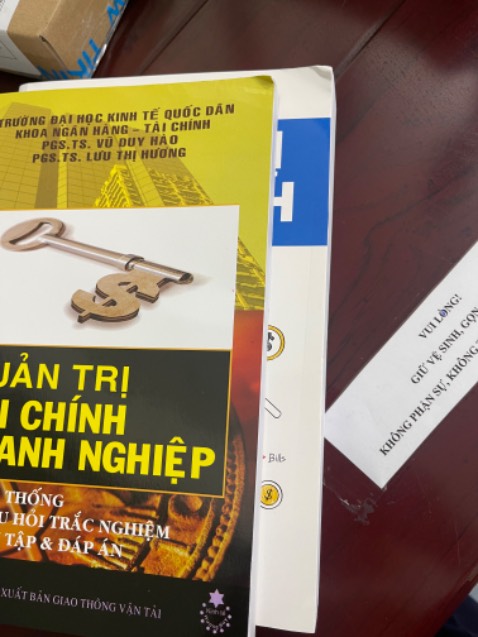 TRƯỜNG ĐẠI HỌC KINH TẾ QUỐC DÂN
KHOA NGÂN HÀNG - TÀI CHÍNH
PGS.TS. VŨ DUY HÀO
PGS.TS. LƯU THỊ HƯƠNG
UẢN TRỊ
I CHÍNH
ANH NGHIỆP
THỐNG
U HỎI TRẮC NGHIỆM
TẬP & ĐÁP ÁN
XUẤT BẢN GIAO THÔNG VẬN TẢI
H
Bills
VUI LÒNG!
GIỮ VỆ SINH, GỌN
KHÔNG PHẬN SỰ, KHÔNG